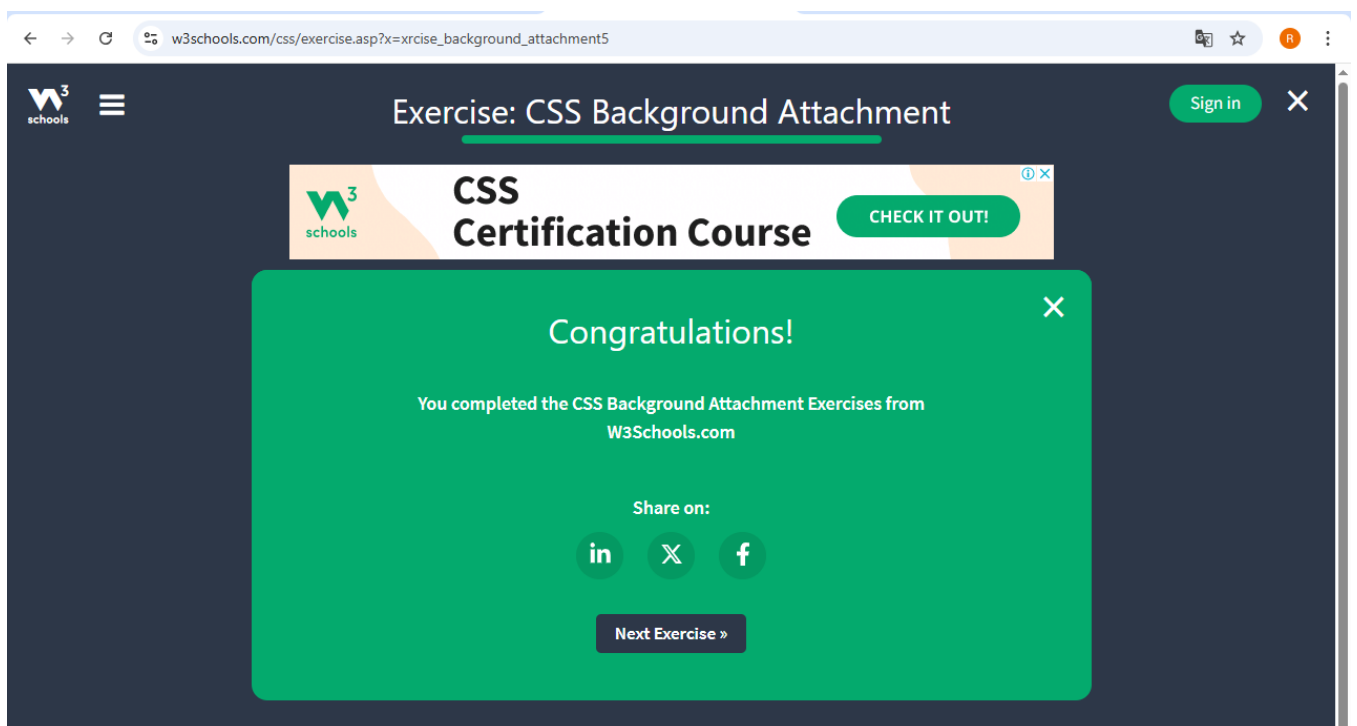 w3schools.com/css/exercise.asp?x=xrcise_background_attachment5
R
W3
schools
Exercise: CSS Background Attachment
Sign in
W3
schools
CSS
Certification Course
CHECK IT OUT!
Congratulations!
You completed the CSS Background Attachment Exercises from
W3Schools.com
Share on:
in
X
f
Next Exercise »